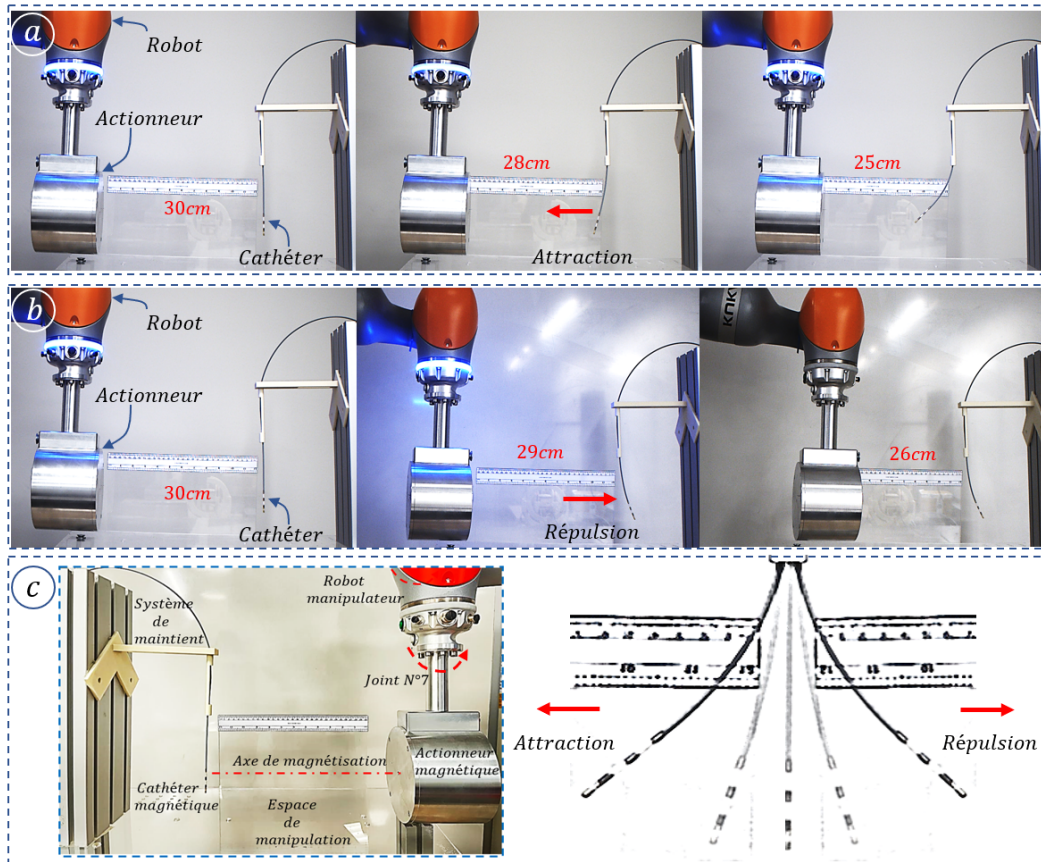 a
Robot
Actionneur
30cm
Cathéter
28cm
Attraction
25cm
b
Robot
Actionneur
30cm
Cathéter
29cm
Répulsion
KUKA
26cm
c
Système
de
maintient
Robot
manipulateur
Joint N°7
Axe de magnétisation
Actionneur
magnétique
Cathéter
magnétique
Espace
de
manipulation
Attraction
Répulsion